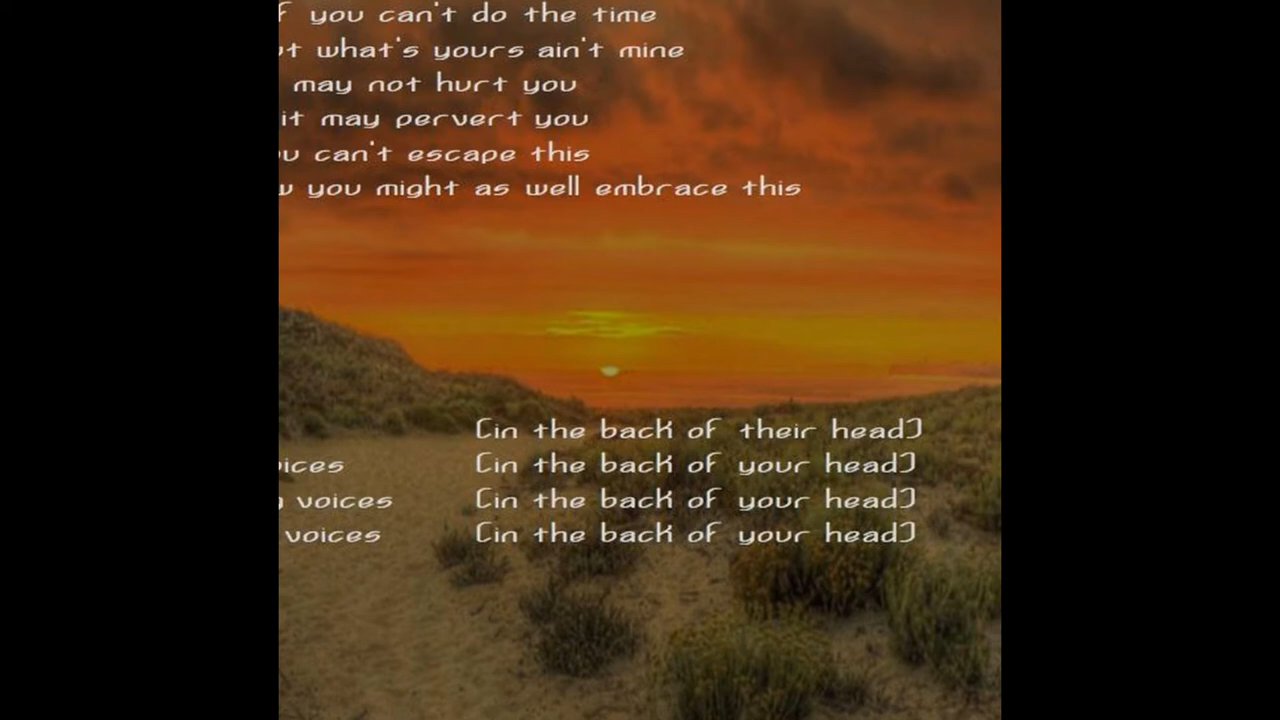 you can't do the time
what's yours ain't mine
may not hurt you
it may pervert you
can't escape this
you might as well embrace this
[in the back of their head]
[in the back of your head]
voices [in the back of your head]
voices [in the back of your head]